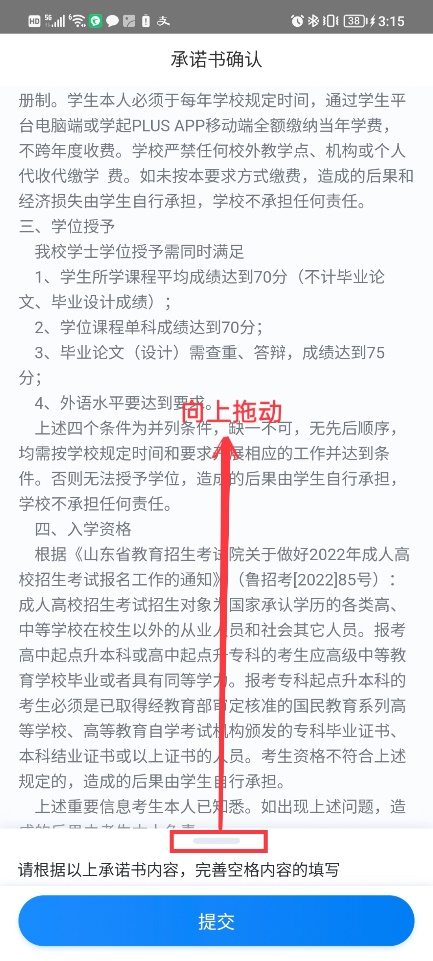 HD 5G 6 38 3:15
承诺书确认
册制。学生本人必须于每年学校规定时间，通过学生平
台电脑端或学起PLUS APP移动端全额缴纳当年学费，
不跨年度收费。学校严禁任何校外教学点、机构或个人
代收代缴学 费。如未按本要求方式缴费，造成的后果和
经济损失由学生自行承担，学校不承担任何责任。
三、学位授予
我校学士学位授予需同时满足
1、学生所学课程平均成绩达到70分（不计毕业论
文、毕业设计成绩）；
2、学位课程单科成绩达到70分；
3、毕业论文（设计）需查重、答辩，成绩达到75
分；
4、外语水平要达到要求。
向上拖动
上述四个条件为并列条件，缺一不可，无先后顺序，
均需按学校规定时间和要求开展相应的工作并达到条
件。否则无法授予学位，造成的后果由学生自行承担，
学校不承担任何责任。
四、入学资格
根据《山东省教育招生考试院关于做好2022年成人高
校招生考试报名工作的通知》（鲁招考[2022]85号）：
成人高校招生考试招生对象为国家承认学历的各类高、
中等学校在校生以外的从业人员和社会其它人员。报考
高中起点升本科或高中起点升专科的考生应高级中等教
育学校毕业或者具有同等学力。报考专科起点升本科的
考生必须是已取得经教育部审定核准的国民教育系列高
等学校、高等教育自学考试机构颁发的专科毕业证书、
本科结业证书或以上证书的人员。考生资格不符合上述
规定的，造成的后果由学生自行承担。
上述重要信息考生本人已知悉。如出现上述问题，造
请根据以上承诺书内容，完善空格内容的填写
提交